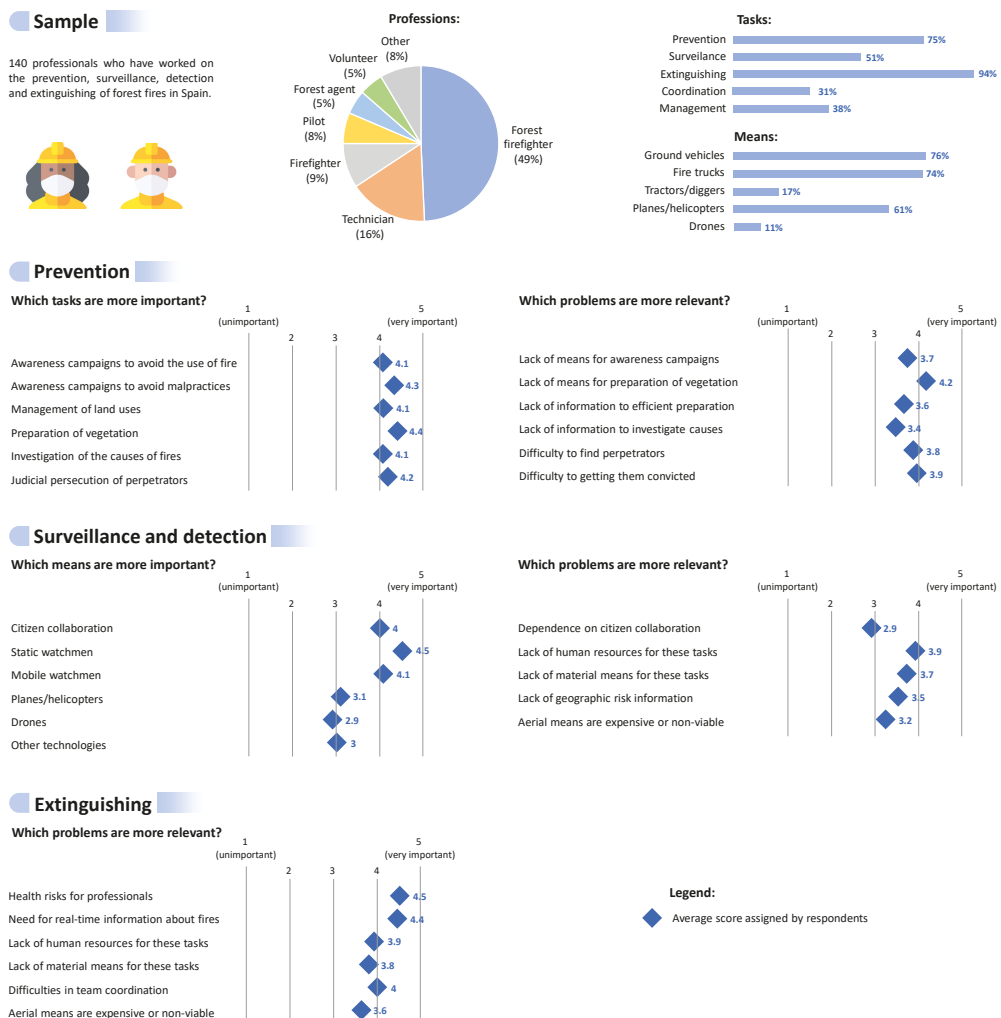 Sample
140 professionals who have worked on
the prevention, surveillance, detection
and extinguishing of forest fires in Spain.
Professions:
Other
(8%)
Volunteer
(5%)
Forest agent
(5%)
Pilot
(8%)
Firefighter
(9%)
Technician
(16%)
Forest
firefighter
(49%)
Tasks:
Prevention 75%
Surveilance 51%
Extinguishing 94%
Coordination 31%
Management 38%
Means:
Ground vehicles 76%
Fire trucks 74%
Tractors/diggers 17%
Planes/helicopters 61%
Drones 11%
Prevention
Which tasks are more important?
1 5
(unimportant) (very important)
2 3 4
Awareness campaigns to avoid the use of fire 4.1
Awareness campaigns to avoid malpractices 4.3
Management of land uses 4.1
Preparation of vegetation 4.4
Investigation of the causes of fires 4.1
Judicial persecution of perpetrators 4.2
Which problems are more relevant?
1 5
(unimportant) (very important)
2 3 4
Lack of means for awareness campaigns 3.7
Lack of means for preparation of vegetation 4.2
Lack of information to efficient preparation 3.6
Lack of information to investigate causes 3.4
Difficulty to find perpetrators 3.8
Difficulty to getting them convicted 3.9
Surveillance and detection
Which means are more important?
1 5
(unimportant) (very important)
2 3 4
Citizen collaboration 4
Static watchmen 4.5
Mobile watchmen 4.1
Planes/helicopters 3.1
Drones 2.9
Other technologies 3
Which problems are more relevant?
1 5
(unimportant) (very important)
2 3 4
Dependence on citizen collaboration 2.9
Lack of human resources for these tasks 3.9
Lack of material means for these tasks 3.7
Lack of geographic risk information 3.5
Aerial means are expensive or non-viable 3.2
Extinguishing
Which problems are more relevant?
1 5
(unimportant) (very important)
2 3 4
Health risks for professionals 4.5
Need for real-time information about fires 4.4
Lack of human resources for these tasks 3.9
Lack of material means for these tasks 3.8
Difficulties in team coordination 4
Aerial means are expensive or non-viable 3.6
Legend:
Average score assigned by respondents